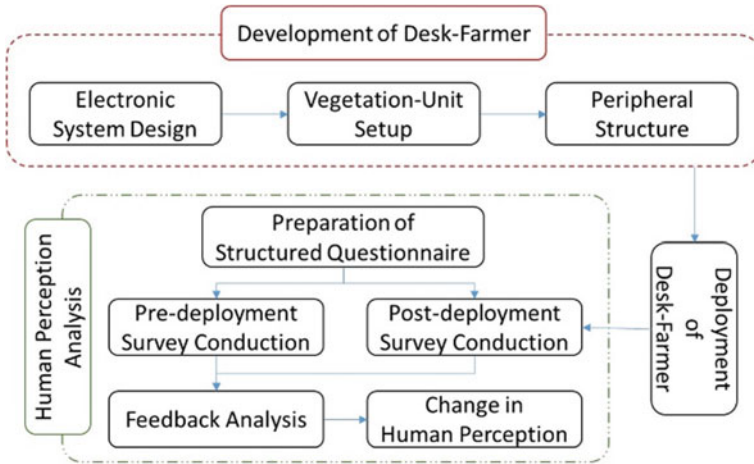 Development of Desk-Farmer
Electronic
System Design
Vegetation-Unit
Setup
Peripheral
Structure
Human Perception
Analysis
Preparation of
Structured Questionnaire
Pre-deployment
Survey Conduction
Post-deployment
Survey Conduction
Deployment
of
Desk-Farmer
Feedback Analysis
Change in
Human Perception